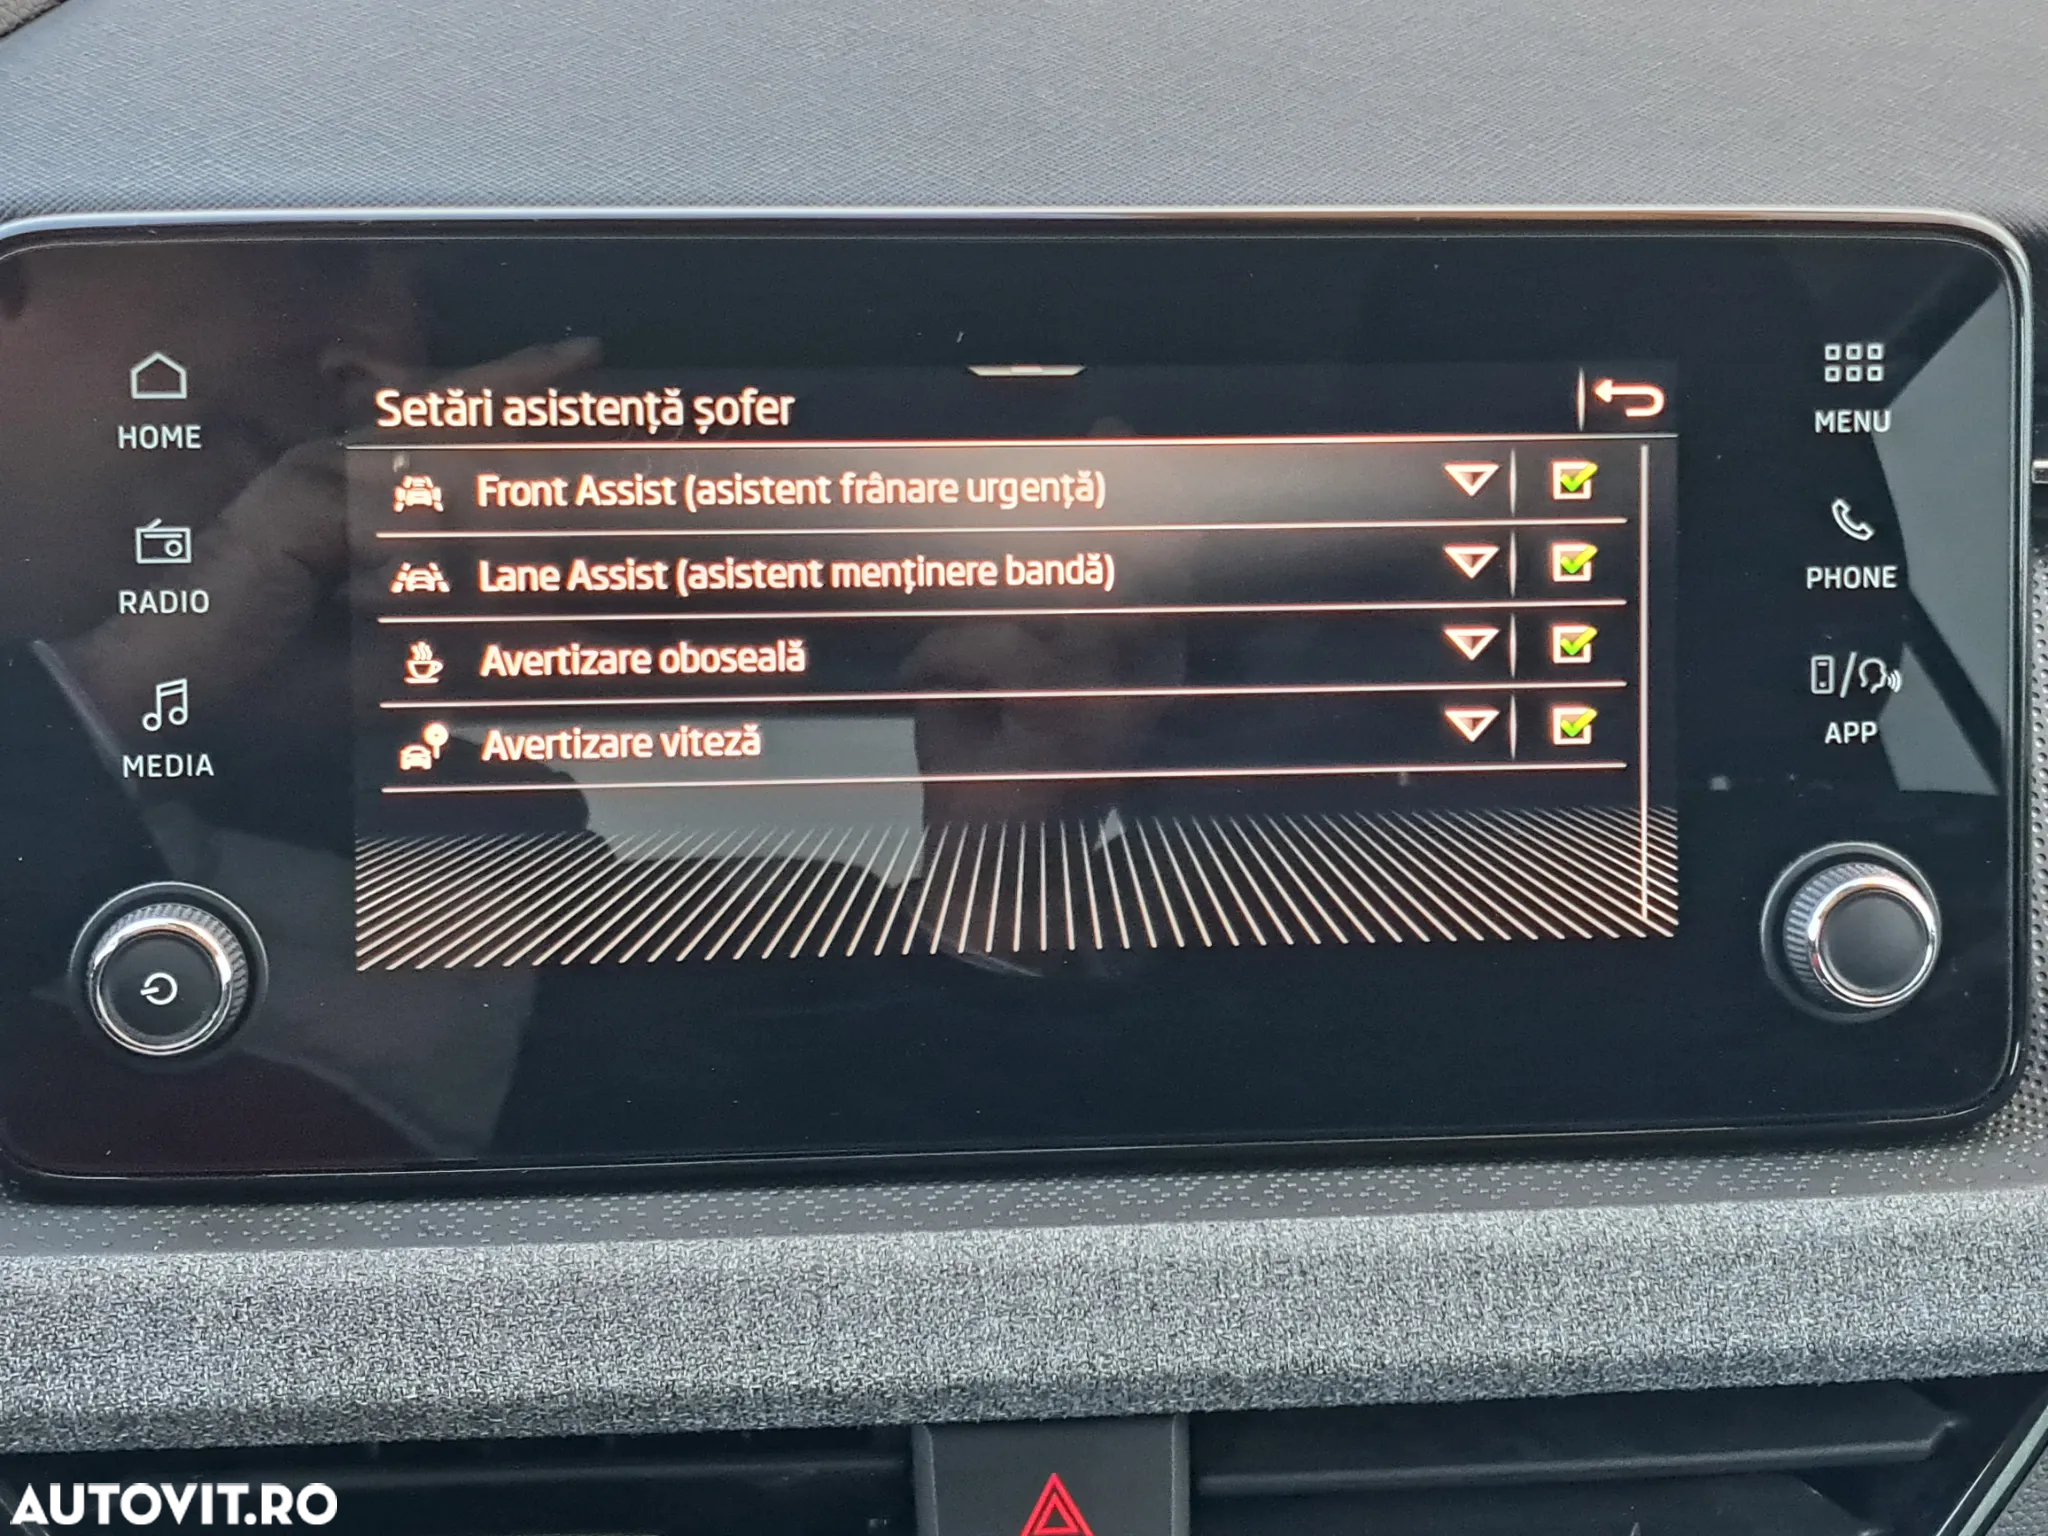 Setări asistență șofer
Front Assist (asistent frânare urgență)
Lane Assist (asistent menținere bandă)
Avertizare oboseală
Avertizare viteză
HOME
RADIO
MEDIA
MENU
PHONE
APP
AUTOVIT.RO